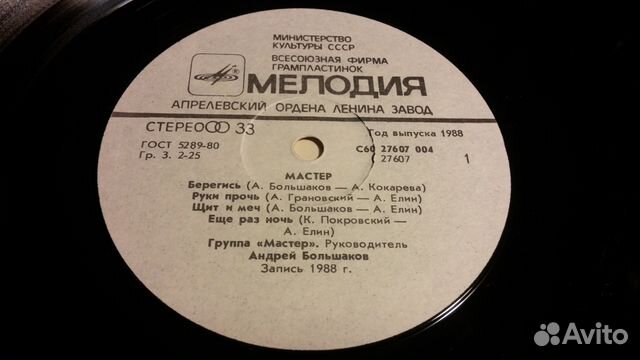 МИНИСТЕРСТВО
КУЛЬТУРЫ СССР
ВСЕСОЮЗНАЯ ФИРМА
ГРАМПЛАСТИНОК
МЕЛОДИЯ
АПРЕЛЕВСКИЙ ОРДЕНА ЛЕНИНА ЗАВОД
СТЕРЕО 33
Год выпуска 1988
ГОСТ 5289-80
Гр. 3. 2-25
С60 27607 004
27607
1
МАСТЕР
Берегись (А. Большаков — А. Кокарева)
Руки прочь (А. Грановский — А. Елин)
Щит и меч (А. Большаков — А. Елин)
Еще раз ночь (К. Покровский —
А. Елин)
Группа «Мастер». Руководитель
Андрей Большаков
Запись 1988 г.
Avito